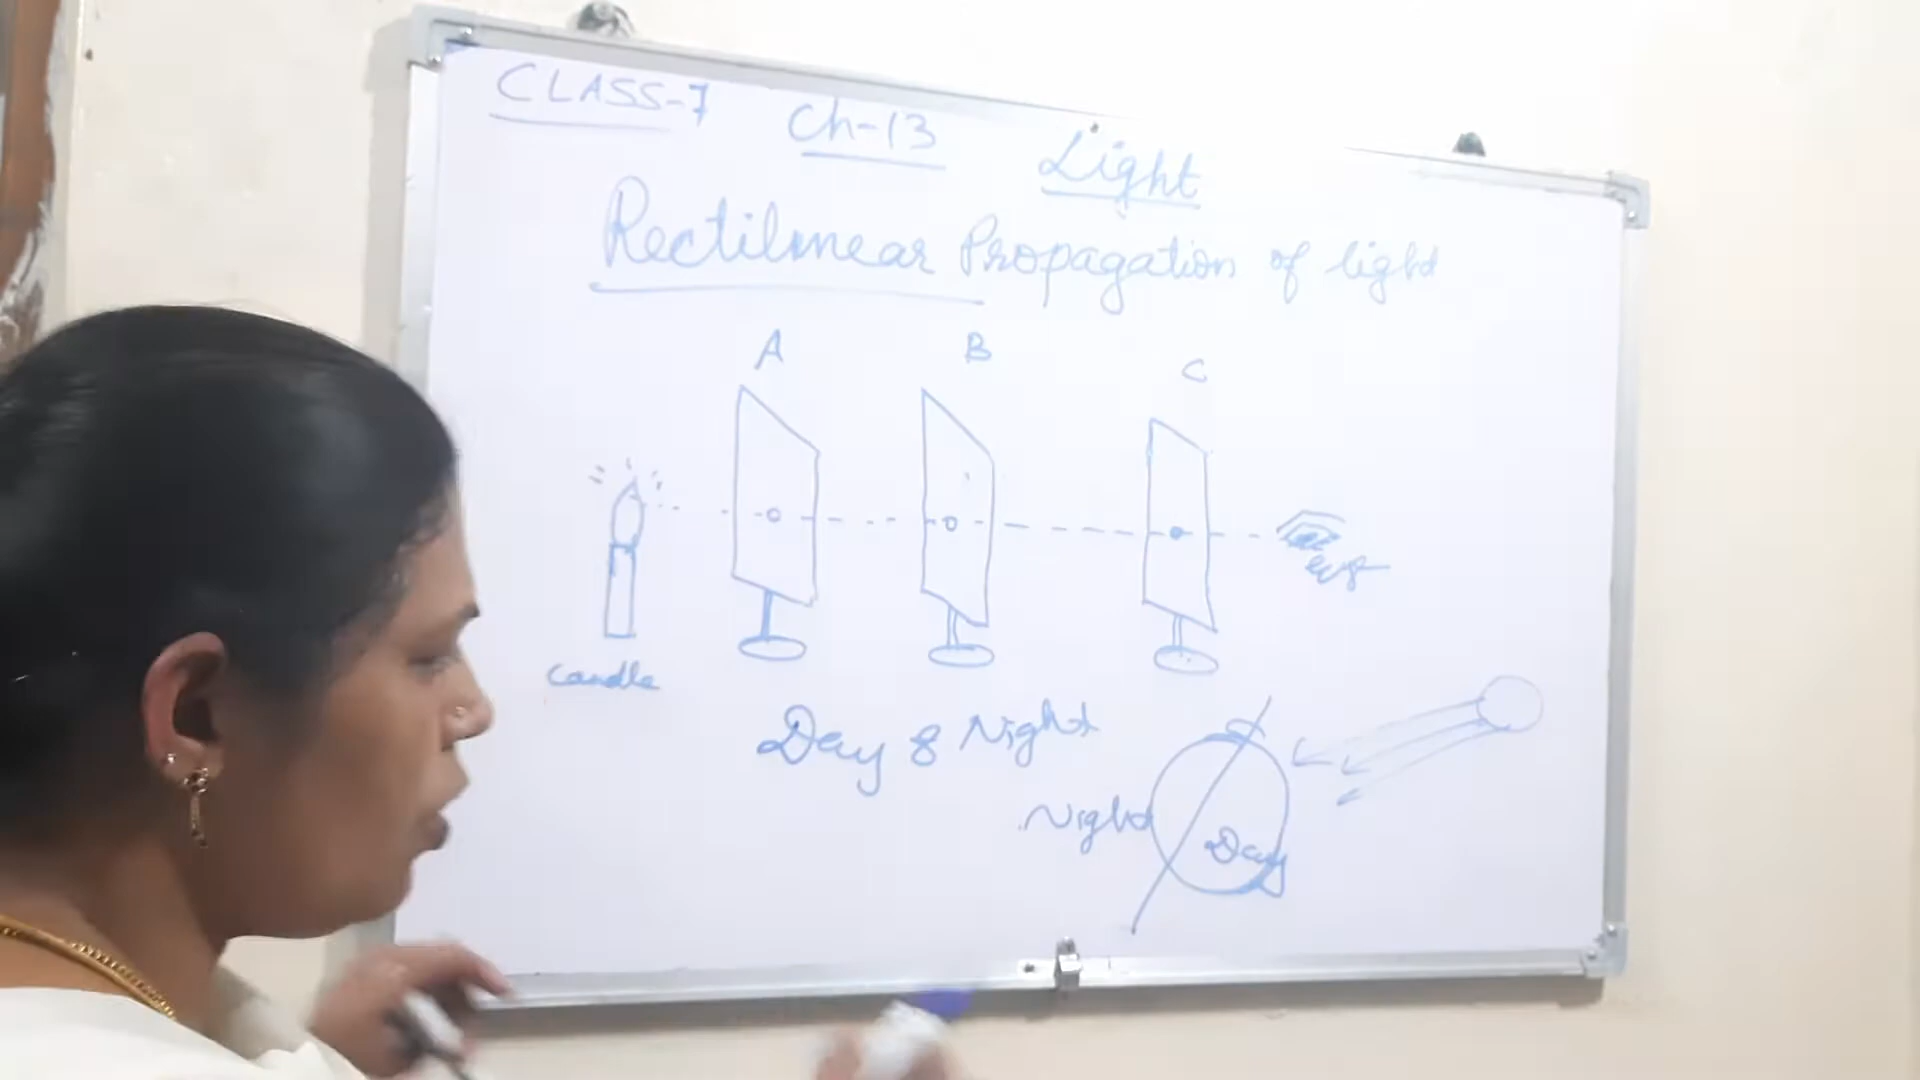 CLASS-7 Ch-13 Light
Rectilinear Propagation of light
A B C
eye
candle
Day & Night
Night
Day